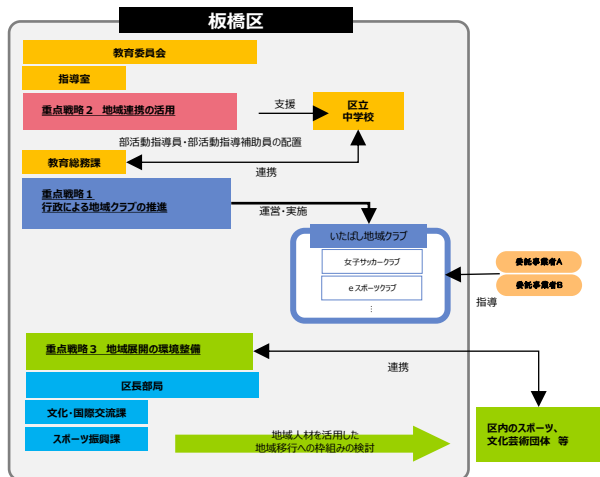 板橋区
教育委員会
指導室
重点戦略２　地域連携の活用
支援
区立
中学校
部活動指導員・部活動指導補助員の配置
教育総務課
連携
重点戦略１
行政による地域クラブの推進
運営・実施
いたばし地域クラブ
女子サッカークラブ
eスポーツクラブ
…
委託事業者A
委託事業者B
指導
重点戦略３　地域展開の環境整備
連携
区長部局
文化・国際交流課
スポーツ振興課
地域人材を活用した
地域移行への枠組みの検討
区内のスポーツ、
文化芸術団体 等